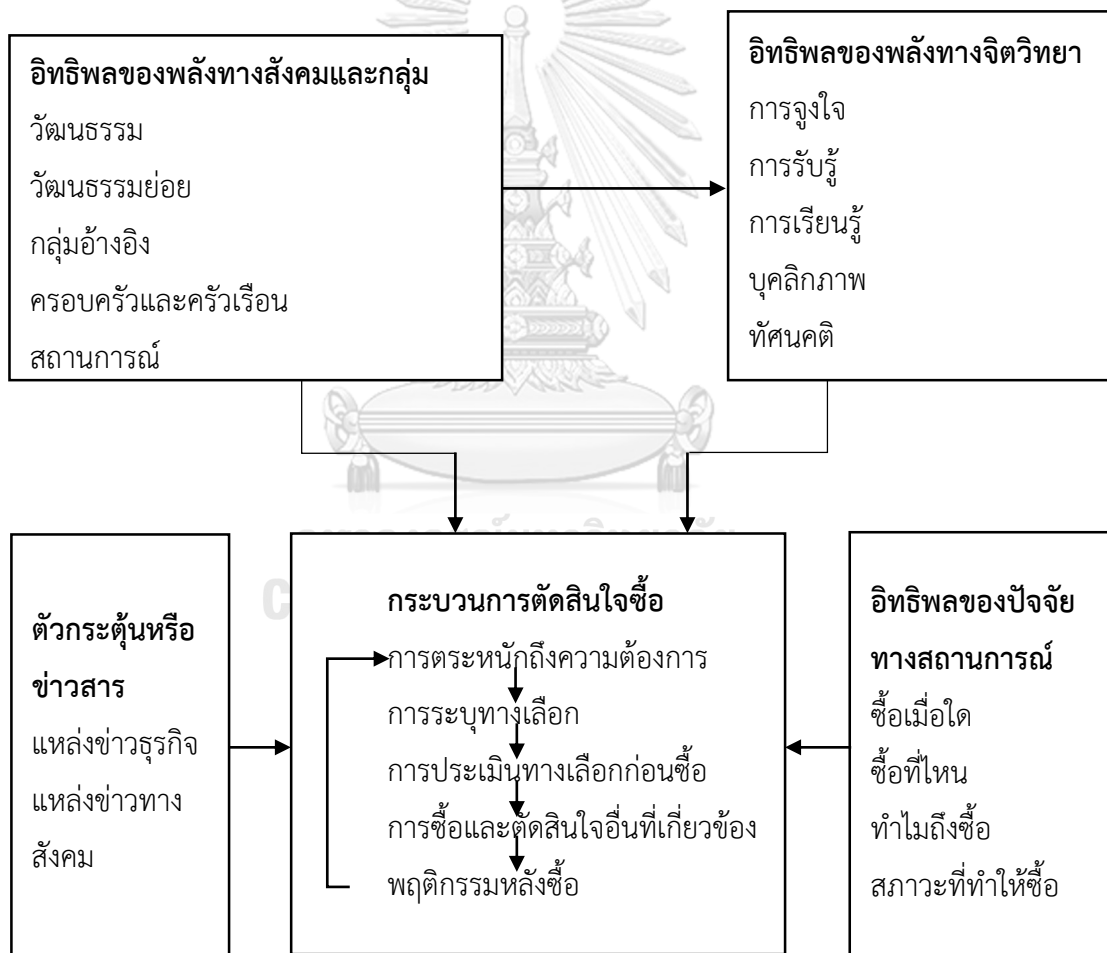 อิทธิพลของพลังทางสังคมและกลุ่ม
วัฒนธรรม
วัฒนธรรมย่อย
กลุ่มอ้างอิง
ครอบครัวและครัวเรือน
สถานการณ์
อิทธิพลของพลังทางจิตวิทยา
การจูงใจ
การรับรู้
การเรียนรู้
บุคลิกภาพ
ทัศนคติ
ตัวกระตุ้นหรือ
ข่าวสาร
แหล่งข่าวธุรกิจ
แหล่งข่าวทาง
สังคม
กระบวนการตัดสินใจซื้อ
การตระหนักถึงความต้องการ
การระบุทางเลือก
การประเมินทางเลือกก่อนซื้อ
การซื้อและตัดสินใจอื่นที่เกี่ยวข้อง
พฤติกรรมหลังซื้อ
อิทธิพลของปัจจัย
ทางสถานการณ์
ซื้อเมื่อใด
ซื้อที่ไหน
ทำไมถึงซื้อ
สภาวะที่ทำให้ซื้อ